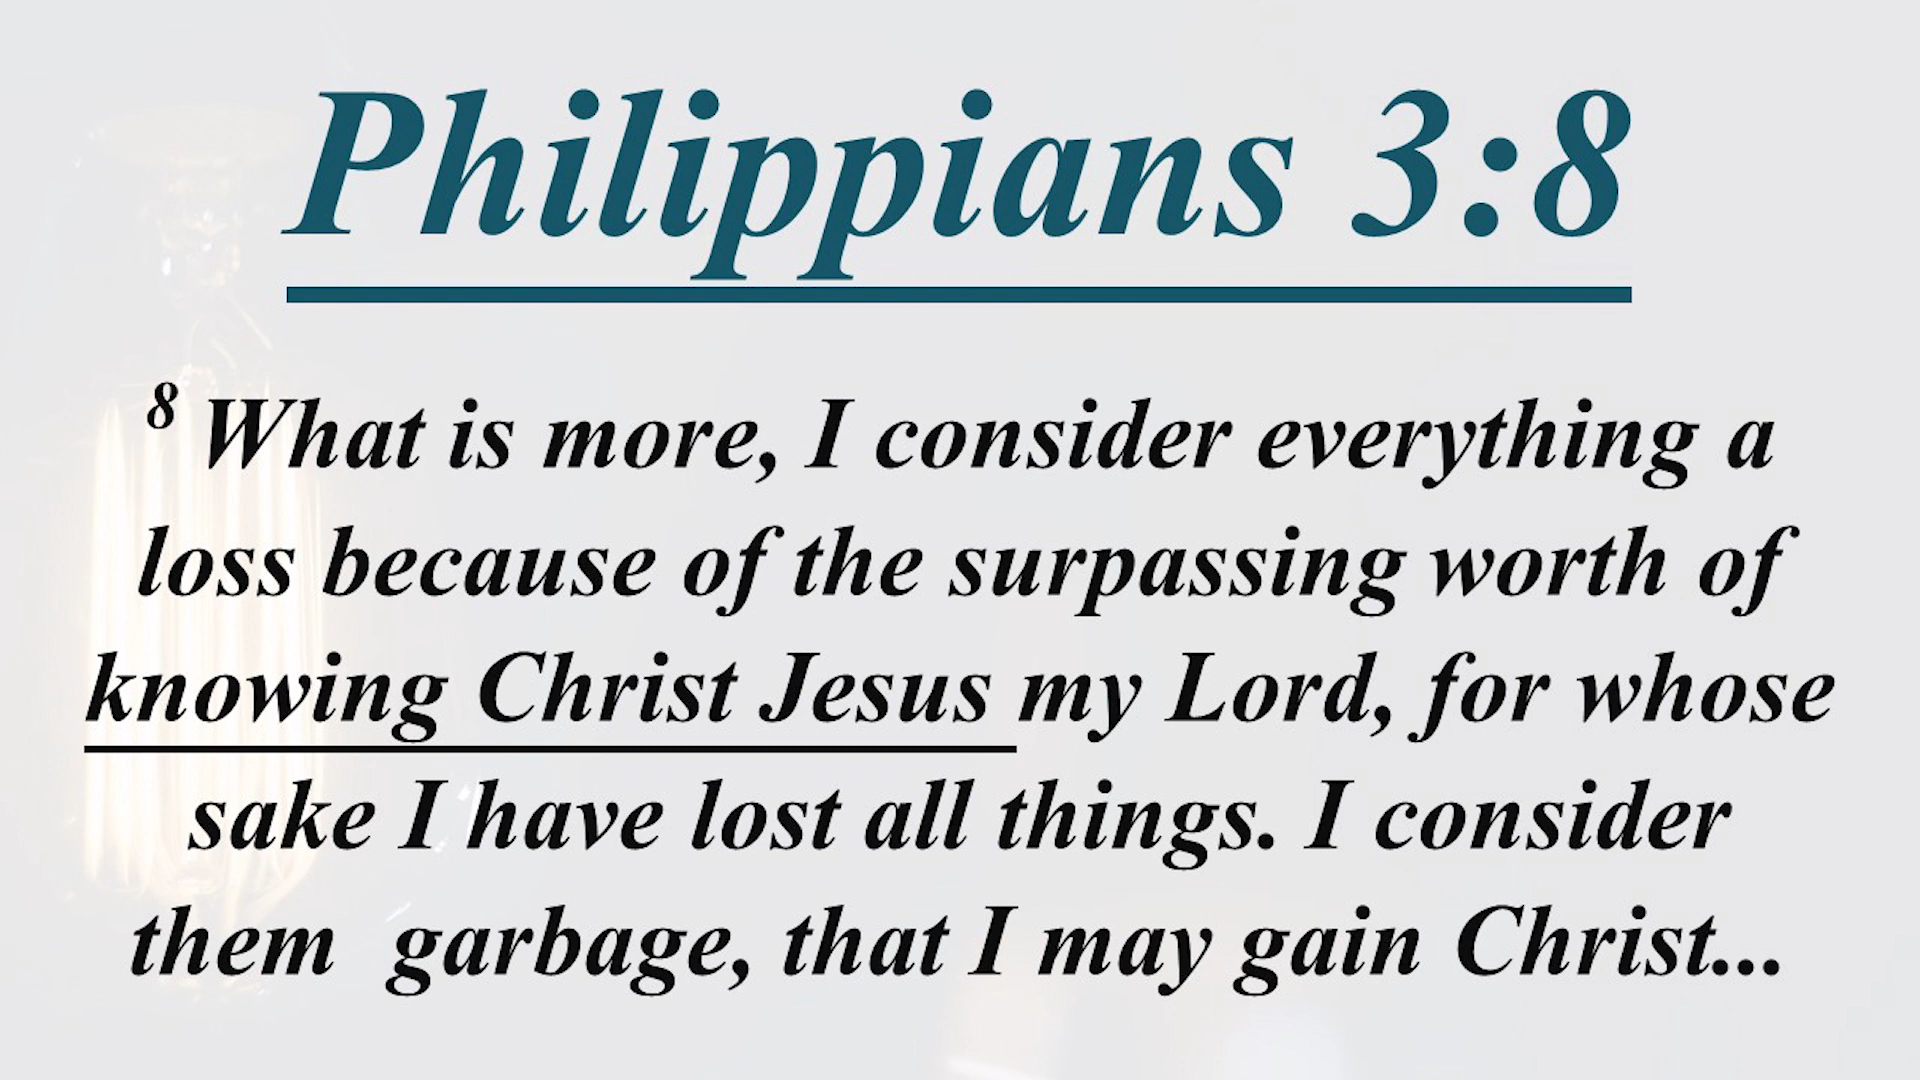 Philippians 3:8
8 What is more, I consider everything a
loss because of the surpassing worth of
knowing Christ Jesus my Lord, for whose
sake I have lost all things. I consider
them  garbage, that I may gain Christ...